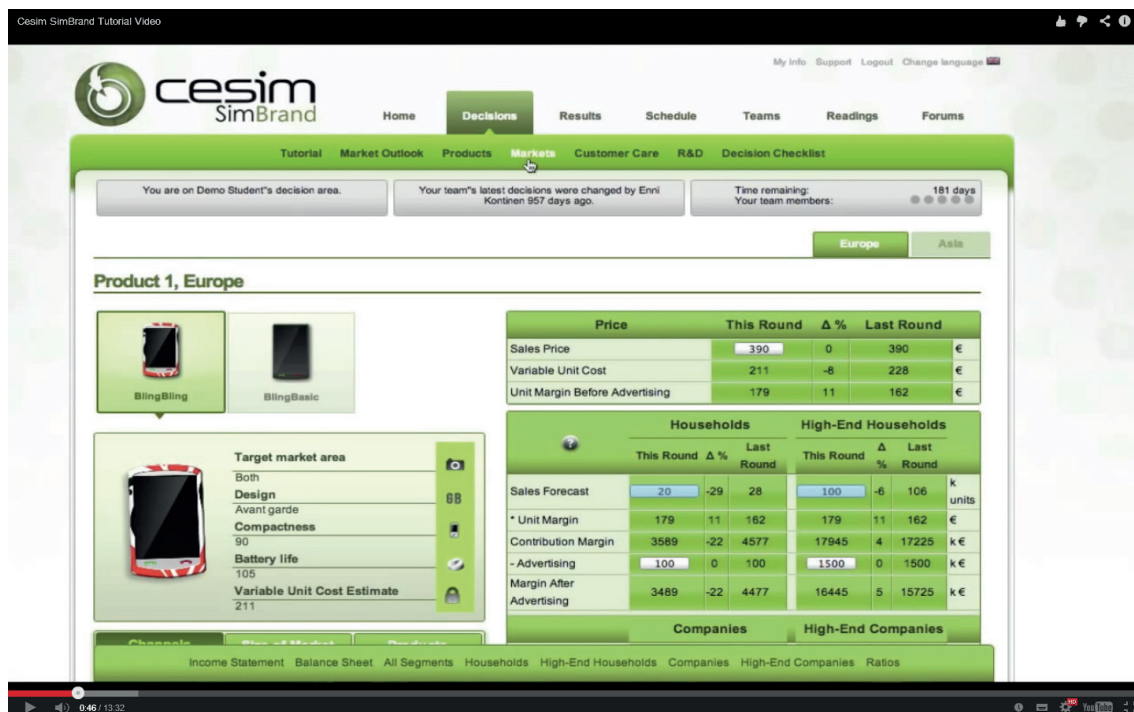 Cesim SimBrand Tutorial Video
My Info Support Logout Change language
cesim
SimBrand
Home Decisions Results Schedule Teams Readings Forums
Tutorial Market Outlook Products Markets Customer Care R&D Decision Checklist
You are on Demo Student"s decision area.
Your team"s latest decisions were changed by Enni
Kontinen 957 days ago.
Time remaining: 181 days
Your team members:
Europe Asia
Product 1, Europe
BlingBling BlingBasic
Price This Round Δ % Last Round
Sales Price 390 0 390 €
Variable Unit Cost 211 -8 228 €
Unit Margin Before Advertising 179 11 162 €
Target market area
Both
Design
Avant garde
Compactness
90
Battery life
105
Variable Unit Cost Estimate
211
GB
Households High-End Households
? This Round Δ % Last Round This Round Δ % Last Round
Sales Forecast 20 -29 28 100 -6 106 k units
* Unit Margin 179 11 162 179 11 162 €
Contribution Margin 3589 -22 4577 17945 4 17225 k €
- Advertising 100 0 100 1500 0 1500 k €
Margin After Advertising 3489 -22 4477 16445 5 15725 k €
Companies High-End Companies
Channels Size of Market Products
Income Statement Balance Sheet All Segments Households High-End Households Companies High-End Companies Ratios
0:46 / 13:32
HD
YouTube